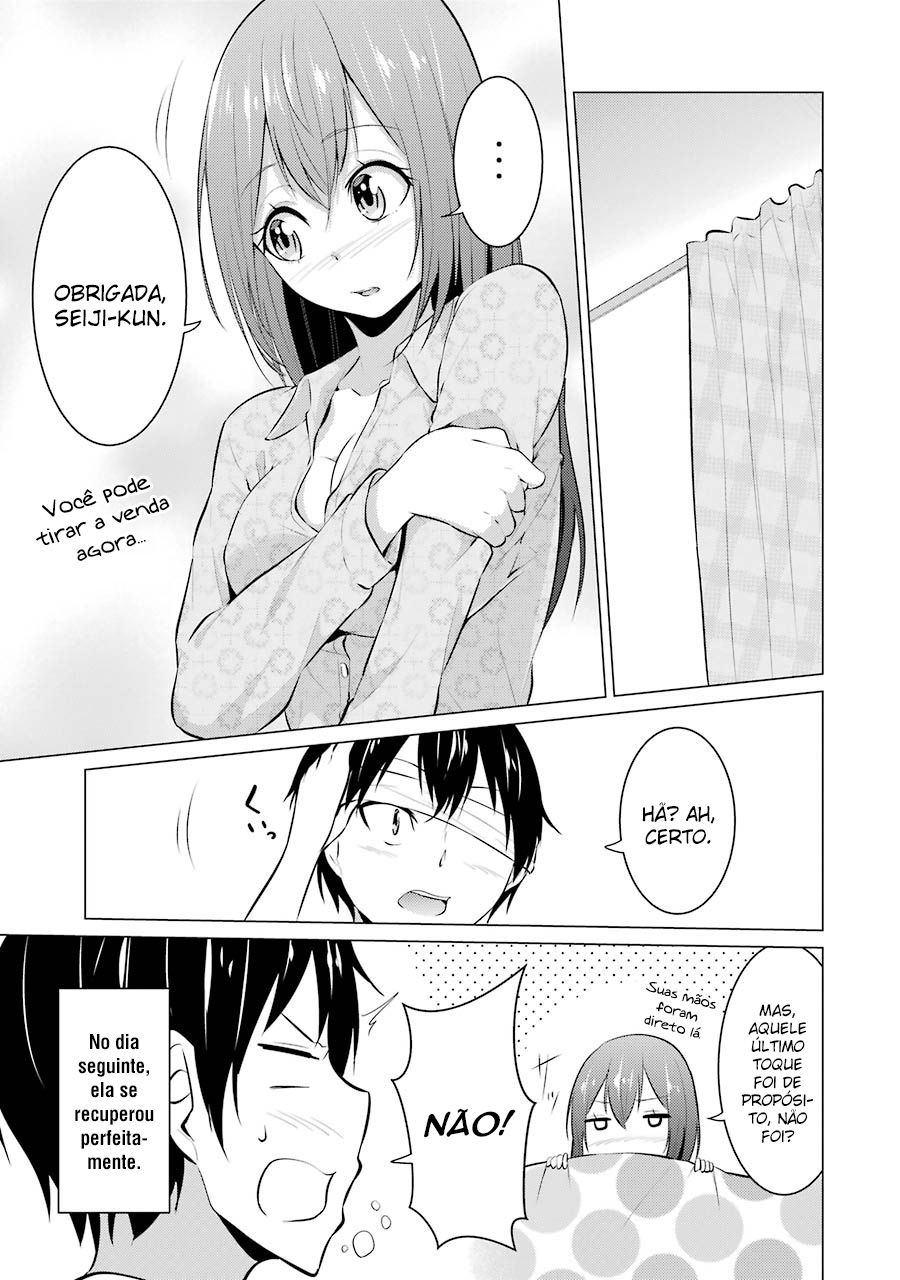 ...
OBRIGADA,
SEIJI-KUN.
Você pode
tirar a venda
agora...
HÃ? AH,
CERTO.
MAS,
AQUELE
ÚLTIMO
TOQUE
FOI DE
PROPÓSI-
TO, NÃO
FOI?
Suas mãos
foram
direto lá
NÃO!
No dia
seguinte,
ela se
recuperou
perfeita-
mente.